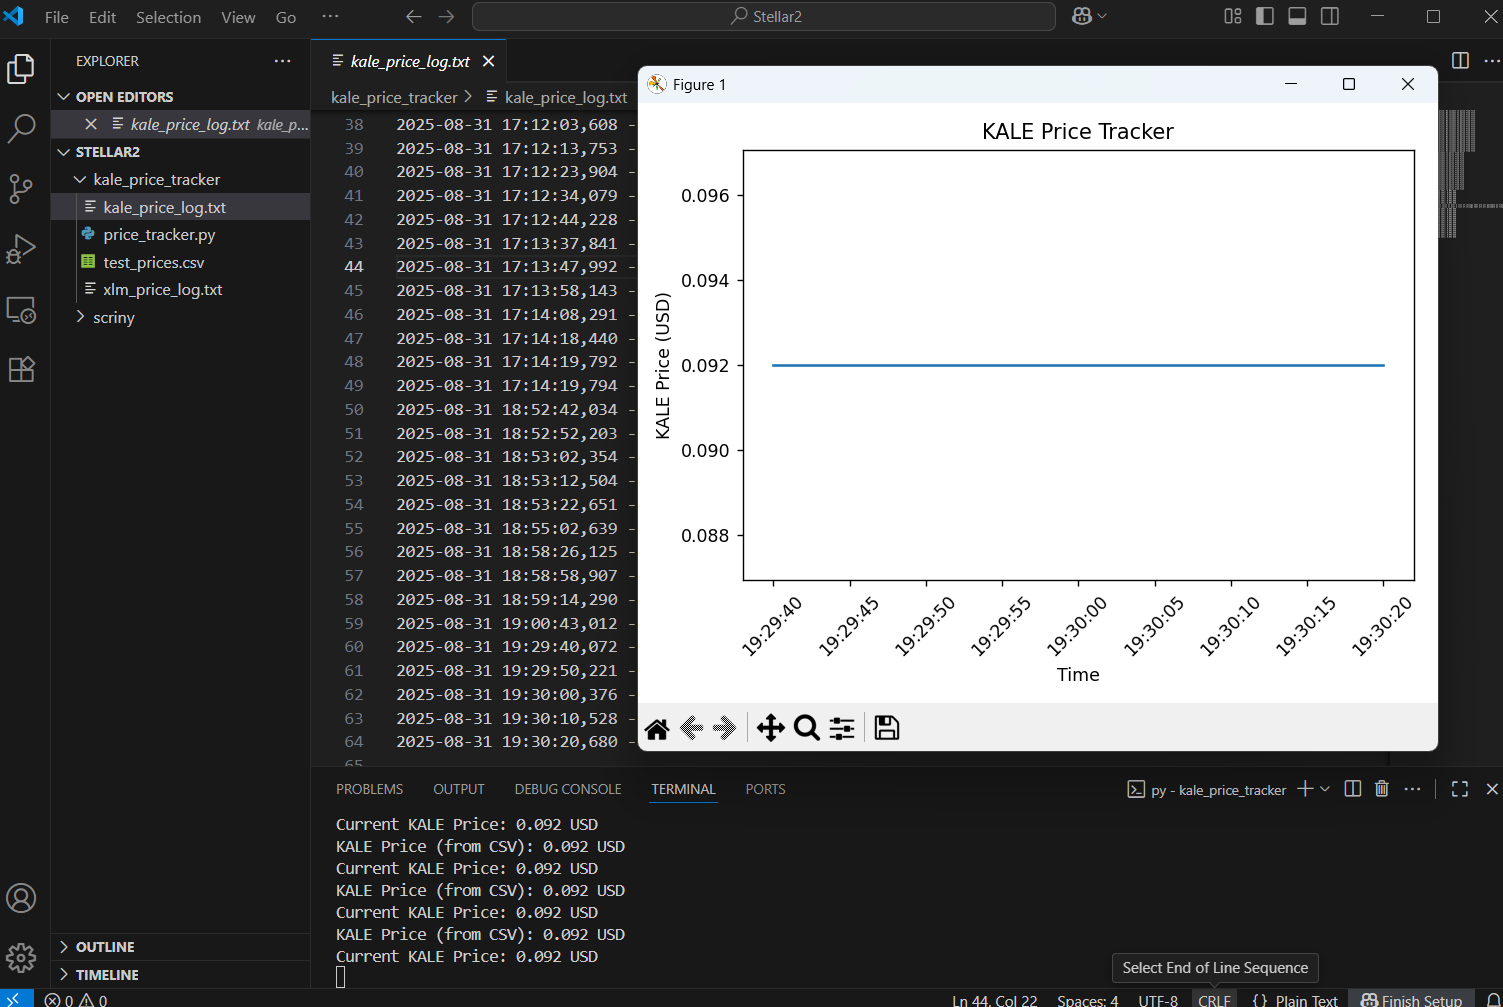 File Edit Selection View Go ··· Stellar2
EXPLORER ···
OPEN EDITORS
kale_price_log.txt kale_p...
STELLAR2
kale_price_tracker
kale_price_log.txt
price_tracker.py
test_prices.csv
xlm_price_log.txt
scriny
OUTLINE
TIMELINE
kale_price_log.txt
kale_price_tracker > kale_price_log.txt
38 2025-08-31 17:12:03,608 -
39 2025-08-31 17:12:13,753 -
40 2025-08-31 17:12:23,904 -
41 2025-08-31 17:12:34,079 -
42 2025-08-31 17:12:44,228 -
43 2025-08-31 17:13:37,841 -
44 2025-08-31 17:13:47,992 -
45 2025-08-31 17:13:58,143 -
46 2025-08-31 17:14:08,291 -
47 2025-08-31 17:14:18,440 -
48 2025-08-31 17:14:19,792 -
49 2025-08-31 17:14:19,794 -
50 2025-08-31 18:52:42,034 -
51 2025-08-31 18:52:52,203 -
52 2025-08-31 18:53:02,354 -
53 2025-08-31 18:53:12,504 -
54 2025-08-31 18:53:22,651 -
55 2025-08-31 18:55:02,639 -
56 2025-08-31 18:58:26,125 -
57 2025-08-31 18:58:58,907 -
58 2025-08-31 18:59:14,290 -
59 2025-08-31 19:00:43,012 -
60 2025-08-31 19:29:40,072 -
61 2025-08-31 19:29:50,221 -
62 2025-08-31 19:30:00,376 -
63 2025-08-31 19:30:10,528 -
64 2025-08-31 19:30:20,680 -
65
Figure 1
KALE Price Tracker
KALE Price (USD)
0.096
0.094
0.092
0.090
0.088
19:29:40 19:29:45 19:29:50 19:29:55 19:30:00 19:30:05 19:30:10 19:30:15 19:30:20
Time
PROBLEMS OUTPUT DEBUG CONSOLE TERMINAL PORTS
py - kale_price_tracker
Current KALE Price: 0.092 USD
KALE Price (from CSV): 0.092 USD
Current KALE Price: 0.092 USD
KALE Price (from CSV): 0.092 USD
Current KALE Price: 0.092 USD
KALE Price (from CSV): 0.092 USD
Current KALE Price: 0.092 USD
Select End of Line Sequence
0 0 Ln 44, Col 22 Spaces: 4 UTF-8 CRLF {} Plain Text Finish Setup